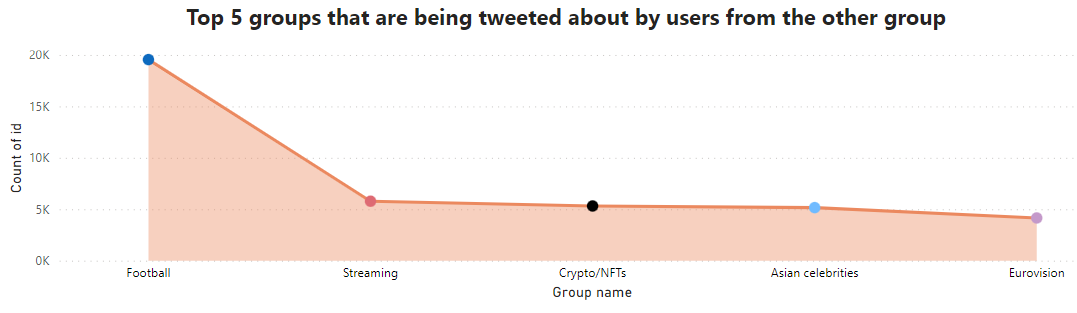 Top 5 groups that are being tweeted about by users from the other group
20K
15K
10K
5K
0K
Count of id
Football
Streaming
Crypto/NFTs
Asian celebrities
Eurovision
Group name